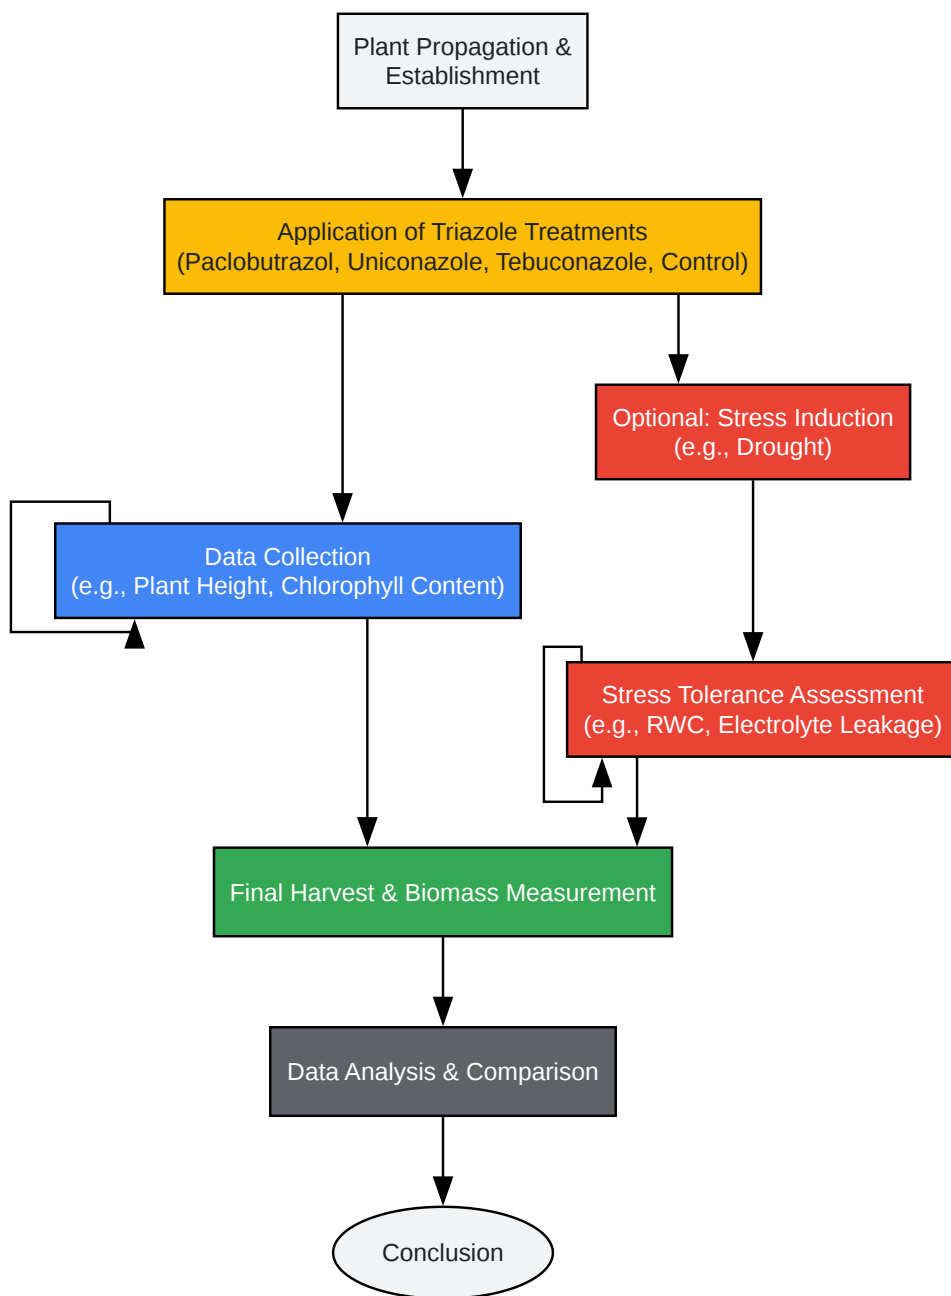 Plant Propagation &
Establishment
Application of Triazole Treatments
(Paclobutrazol, Uniconazole, Tebuconazole, Control)
Optional: Stress Induction
(e.g., Drought)
Data Collection
(e.g., Plant Height, Chlorophyll Content)
Stress Tolerance Assessment
(e.g., RWC, Electrolyte Leakage)
Final Harvest & Biomass Measurement
Data Analysis & Comparison
Conclusion